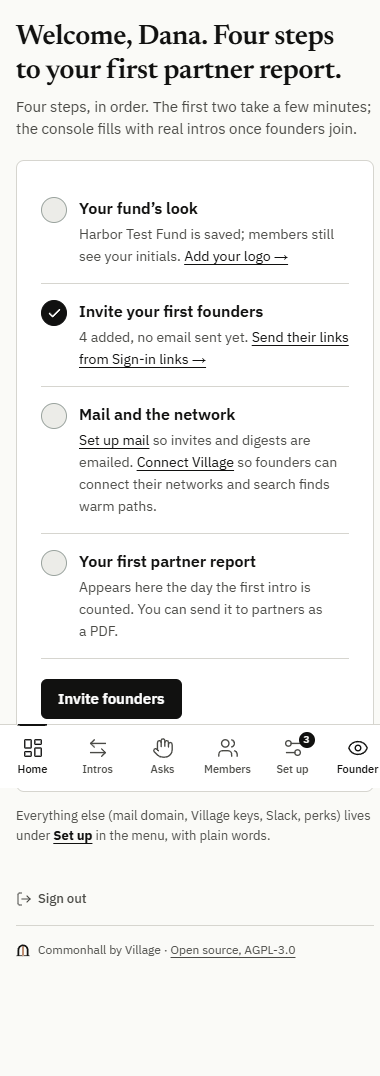 Welcome, Dana. Four steps
to your first partner report.
Four steps, in order. The first two take a few minutes;
the console fills with real intros once founders join.
Your fund’s look
Harbor Test Fund is saved; members still
see your initials. Add your logo →
Invite your first founders
4 added, no email sent yet. Send their links
from Sign-in links →
Mail and the network
Set up mail so invites and digests are
emailed. Connect Village so founders can
connect their networks and search finds
warm paths.
Your first partner report
Appears here the day the first intro is
counted. You can send it to partners as
a PDF.
Invite founders
3
Home Intros Asks Members Set up Founder
Everything else (mail domain, Village keys, Slack, perks) lives
under Set up in the menu, with plain words.
Sign out
Commonhall by Village · Open source, AGPL-3.0